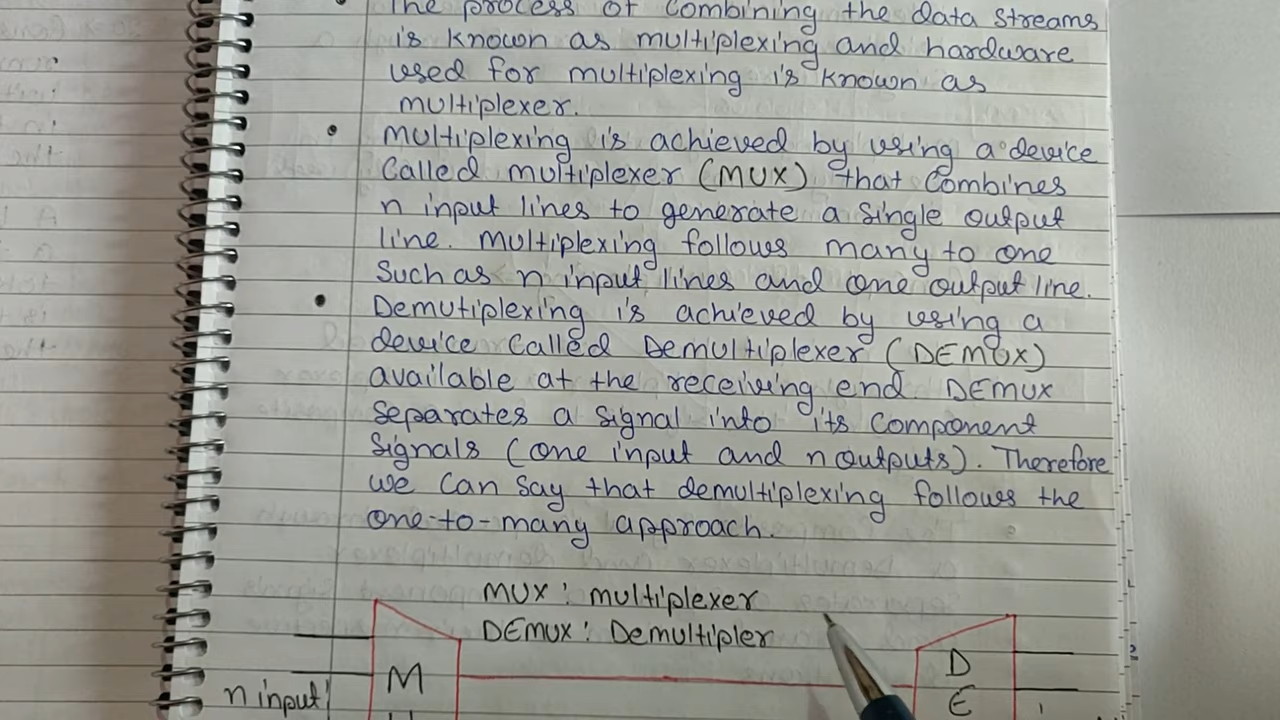 The process of combining the data streams
is known as multiplexing and hardware
used for multiplexing is known as
multiplexer.
Multiplexing is achieved by using a device
called multiplexer (MUX) that combines
n input lines to generate a single output
line. Multiplexing follows many to one
such as n input lines and one output line.
Demutiplexing is achieved by using a
device called Demultiplexer (DEMUX)
available at the receiving end. DEMUX
separates a signal into its component
signals (one input and n outputs). Therefore
we can say that demultiplexing follows the
one-to-many approach.
MUX : multiplexer
DEMUX : Demultipler
M
D
E
n input